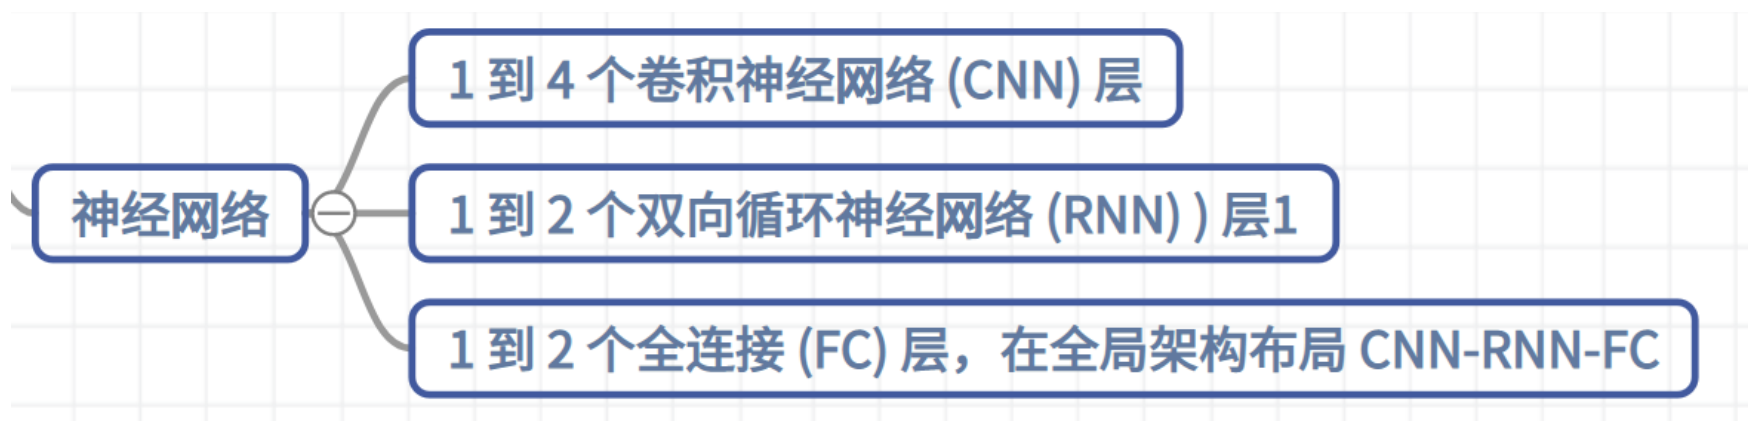 1 到 4 个卷积神经网络 (CNN) 层
神经网络
1 到 2 个双向循环神经网络 (RNN) ) 层1
1 到 2 个全连接 (FC) 层，在全局架构布局 CNN-RNN-FC